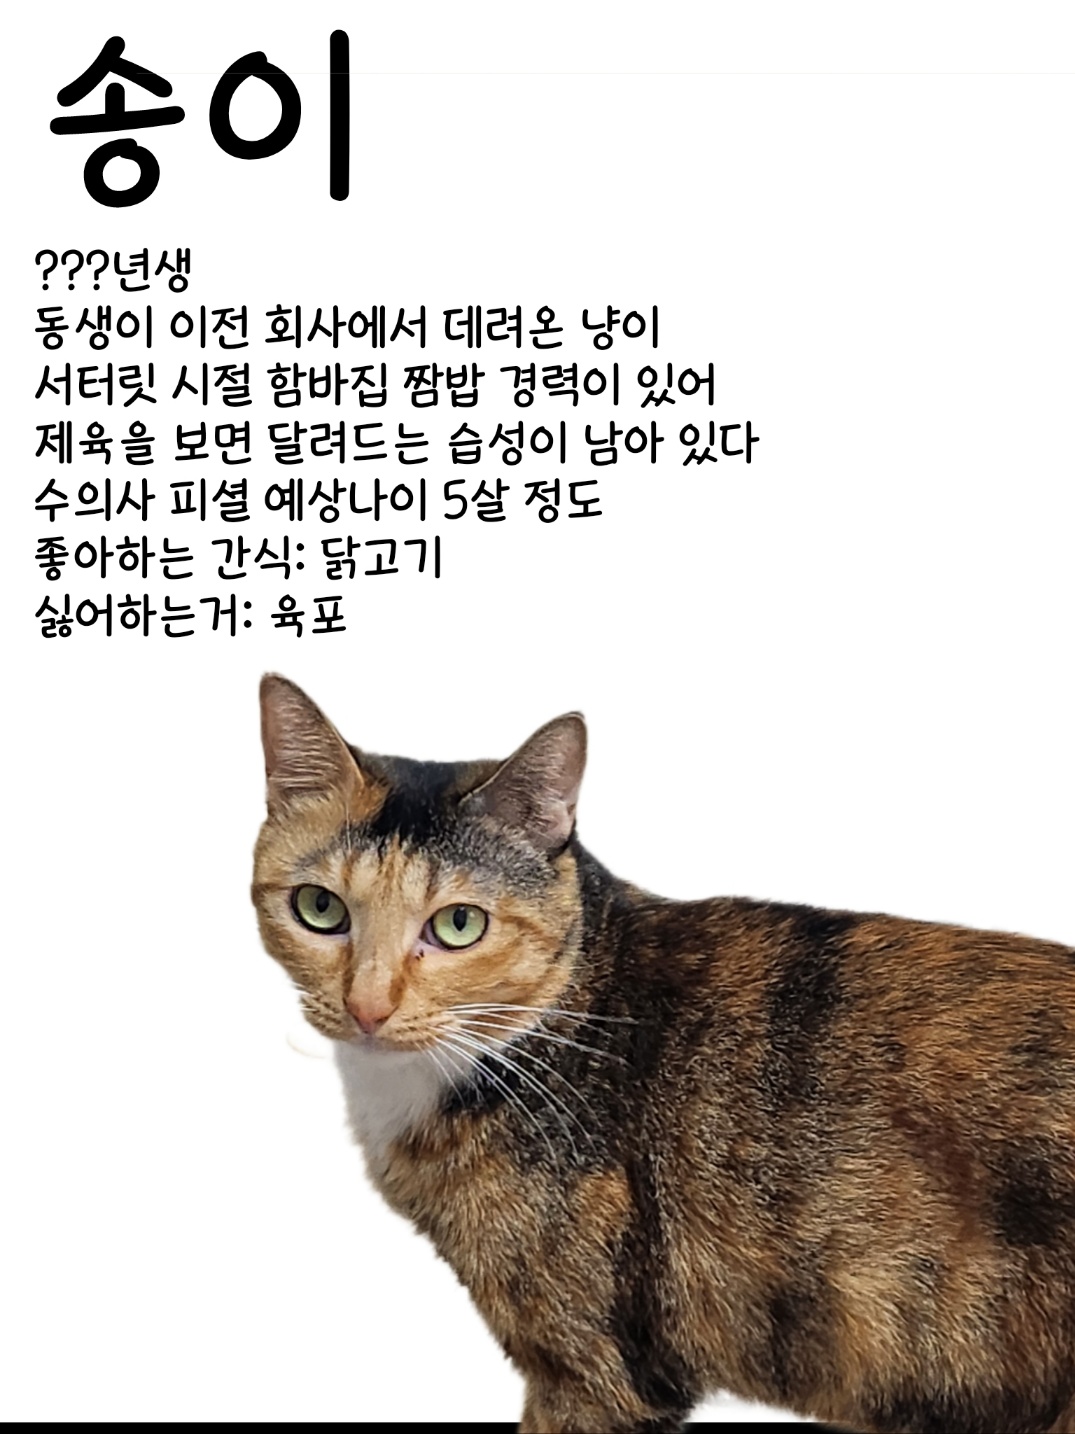 송이
???년생
동생이 이전 회사에서 데려온 냥이
서터릿 시절 함바집 짬밥 경력이 있어
제육을 보면 달려드는 습성이 남아 있다
수의사 피셜 예상나이 5살 정도
좋아하는 간식: 닭고기
싫어하는거: 육포